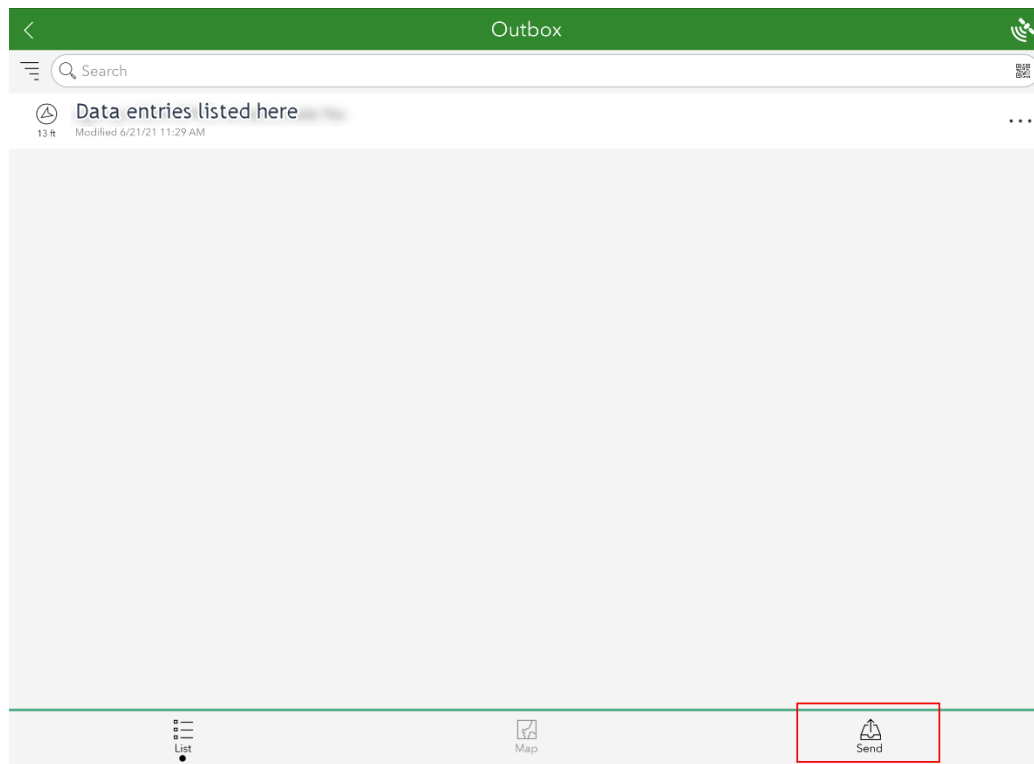 Outbox
Search
Data entries listed here
13 ft
Modified 6/21/21 11:29 AM
...
List
Map
Send